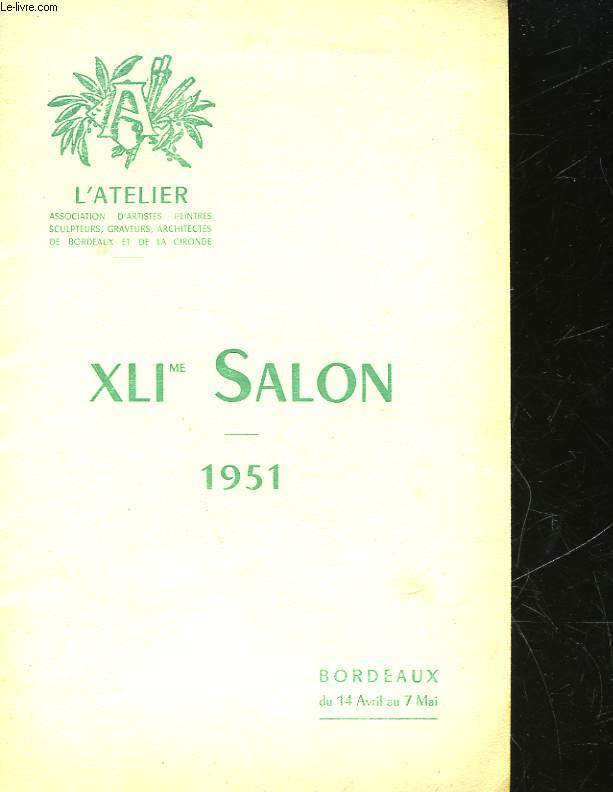 Le-livre.com
A
L'ATELIER
ASSOCIATION D'ARTISTES PEINTRES
SCULPTEURS, GRAVEURS, ARCHITECTES
DE BORDEAUX ET DE LA GIRONDE
XLIME SALON
1951
BORDEAUX
du 14 Avril au 7 Mai